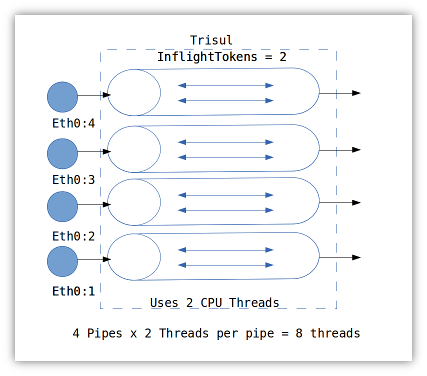 Trisul
InflightTokens = 2
Eth0:4
Eth0:3
Eth0:2
Eth0:1
Uses 2 CPU Threads
4 Pipes x 2 Threads per pipe = 8 threads